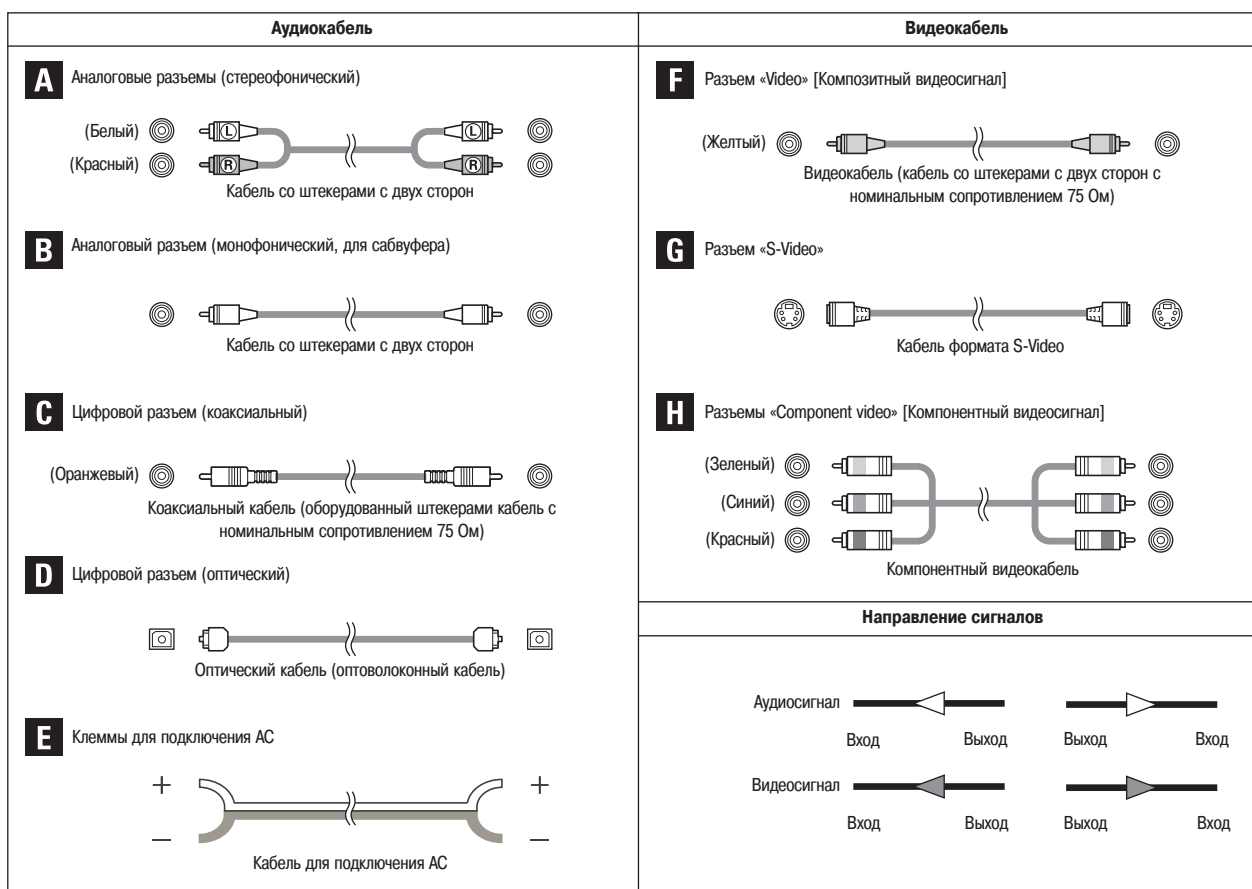 Аудиокабель
A Аналоговые разъемы (стереофонический)
(Белый) L L
(Красный) R R
Кабель со штекерами с двух сторон
B Аналоговый разъем (монофонический, для сабвуфера)
Кабель со штекерами с двух сторон
C Цифровой разъем (коаксиальный)
(Оранжевый)
Коаксиальный кабель (оборудованный штекерами кабель с
номинальным сопротивлением 75 Ом)
D Цифровой разъем (оптический)
Оптический кабель (оптоволоконный кабель)
E Клеммы для подключения АС
+ +
— —
Кабель для подключения АС
Видеокабель
F Разъем «Video» [Композитный видеосигнал]
(Желтый)
Видеокабель (кабель со штекерами с двух сторон с
номинальным сопротивлением 75 Ом)
G Разъем «S-Video»
Кабель формата S-Video
H Разъемы «Component video» [Компонентный видеосигнал]
(Зеленый)
(Синий)
(Красный)
Компонентный видеокабель
Направление сигналов
Аудиосигнал
Вход Выход Выход Вход
Видеосигнал
Вход Выход Выход Вход